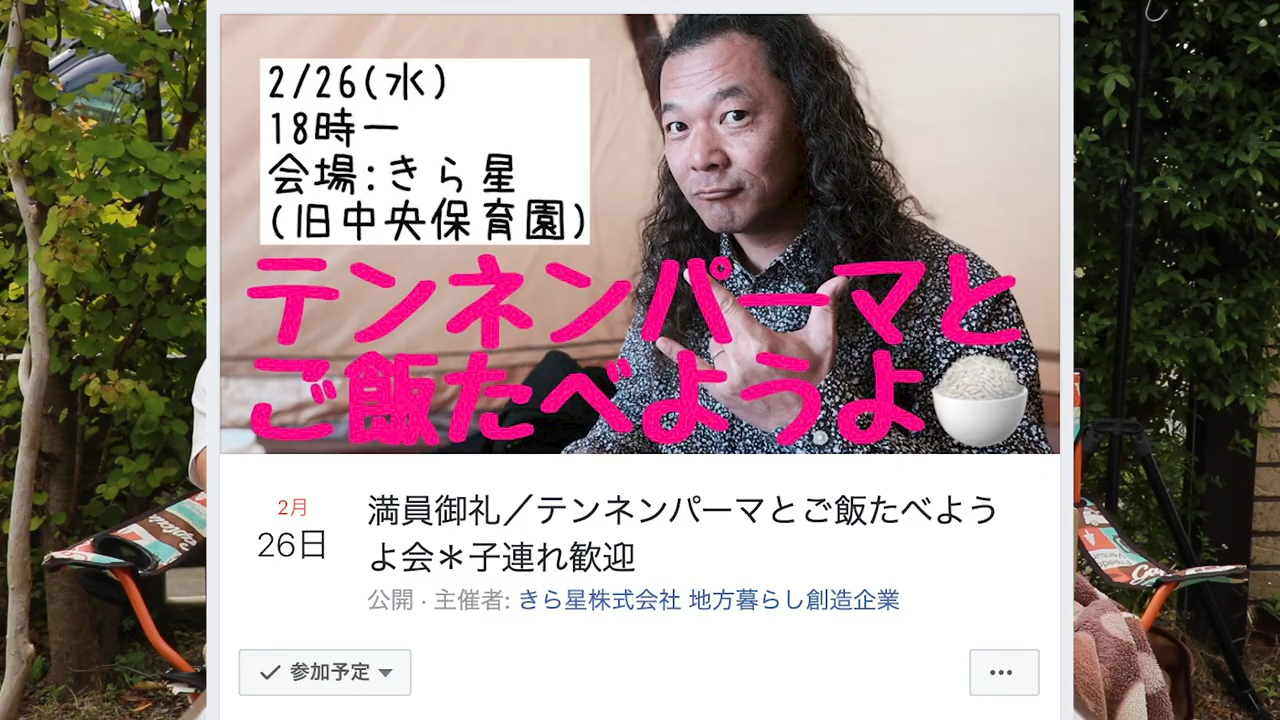 2/26(水)
18時ー
会場:きら星
(旧中央保育園)
テンネンパーマと
ご飯たべようよ
2月
26日
満員御礼／テンネンパーマとご飯たべよう
よ会＊子連れ歓迎
公開 · 主催者: きら星株式会社 地方暮らし創造企業
参加予定